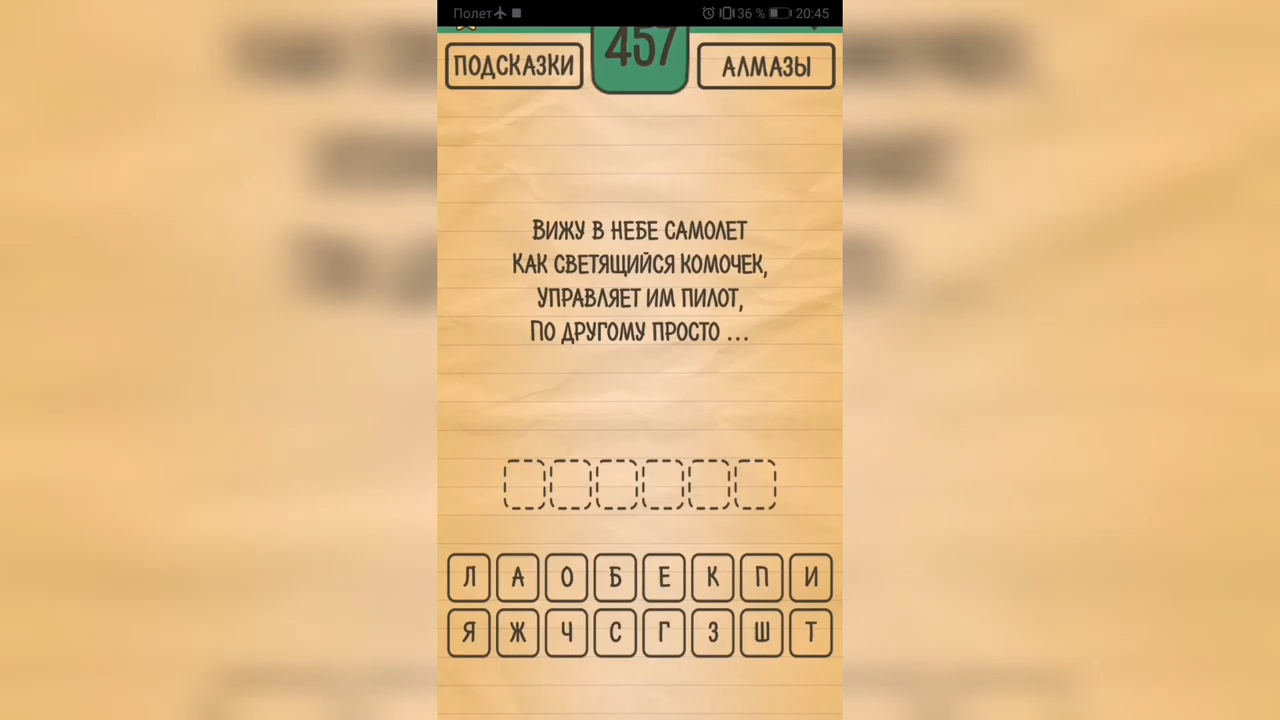 Полет 36 % 20:45
ПОДСКАЗКИ 457 АЛМАЗЫ
ВИЖУ В НЕБЕ САМОЛЕТ
КАК СВЕТЯЩИЙСЯ КОМОЧЕК,
УПРАВЛЯЕТ ИМ ПИЛОТ,
ПО ДРУГОМУ ПРОСТО ...
Л А О Б Е К П И
Я Ж Ч С Г З Ш Т